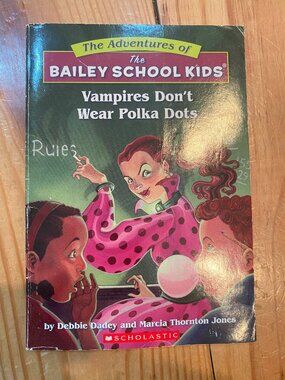 The Adventures of
The
BAILEY SCHOOL KIDS®
Vampires Don't
Wear Polka Dots
Rules
by Debbie Dadey and Marcia Thornton Jones
SCHOLASTIC